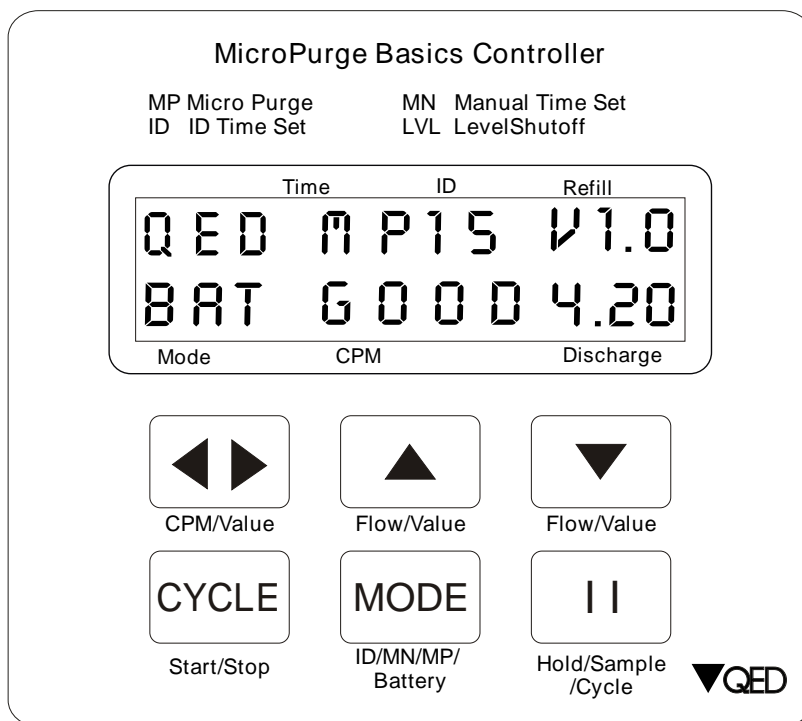 MicroPurge Basics Controller
MP Micro Purge MN Manual Time Set
ID ID Time Set LVL LevelShutoff
Time ID Refill
QED MP15 V1.0
BAT GOOD 4.20
Mode CPM Discharge
CPM/Value Flow/Value Flow/Value
CYCLE MODE II
Start/Stop ID/MN/MP/ Hold/Sample
Battery /Cycle
QED